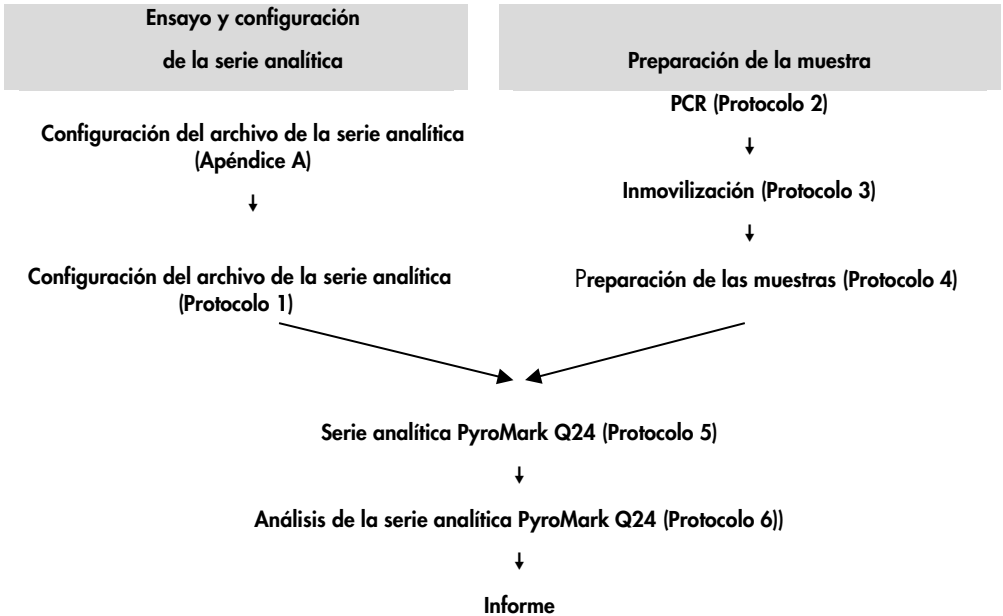 Ensayo y configuración
de la serie analítica
Configuración del archivo de la serie analítica
(Apéndice A)
↓
Configuración del archivo de la serie analítica
(Protocolo 1)
Preparación de la muestra
PCR (Protocolo 2)
↓
Inmovilización (Protocolo 3)
↓
Preparación de las muestras (Protocolo 4)
Serie analítica PyroMark Q24 (Protocolo 5)
↓
Análisis de la serie analítica PyroMark Q24 (Protocolo 6))
↓
Informe